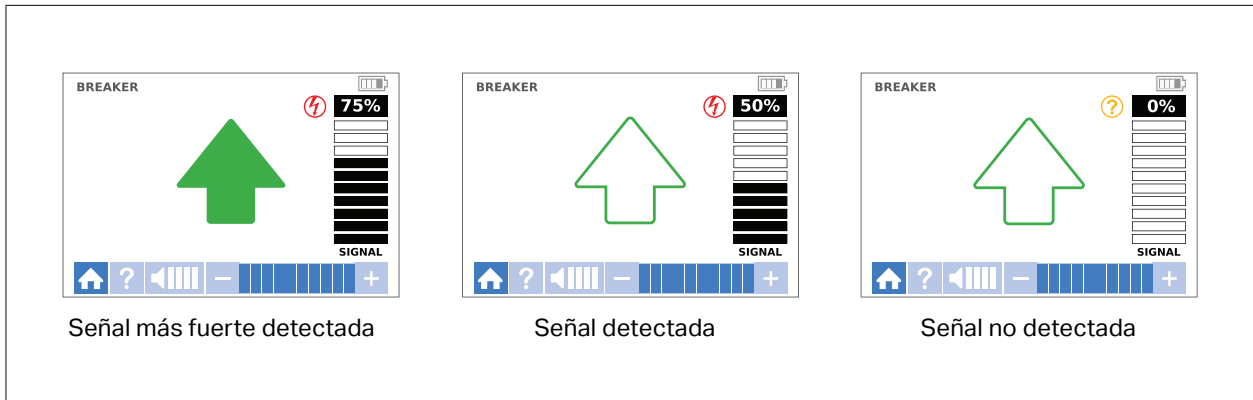 BREAKER
75%
SIGNAL
?
Señal más fuerte detectada
BREAKER
50%
SIGNAL
?
Señal detectada
BREAKER
?
0%
SIGNAL
?
Señal no detectada